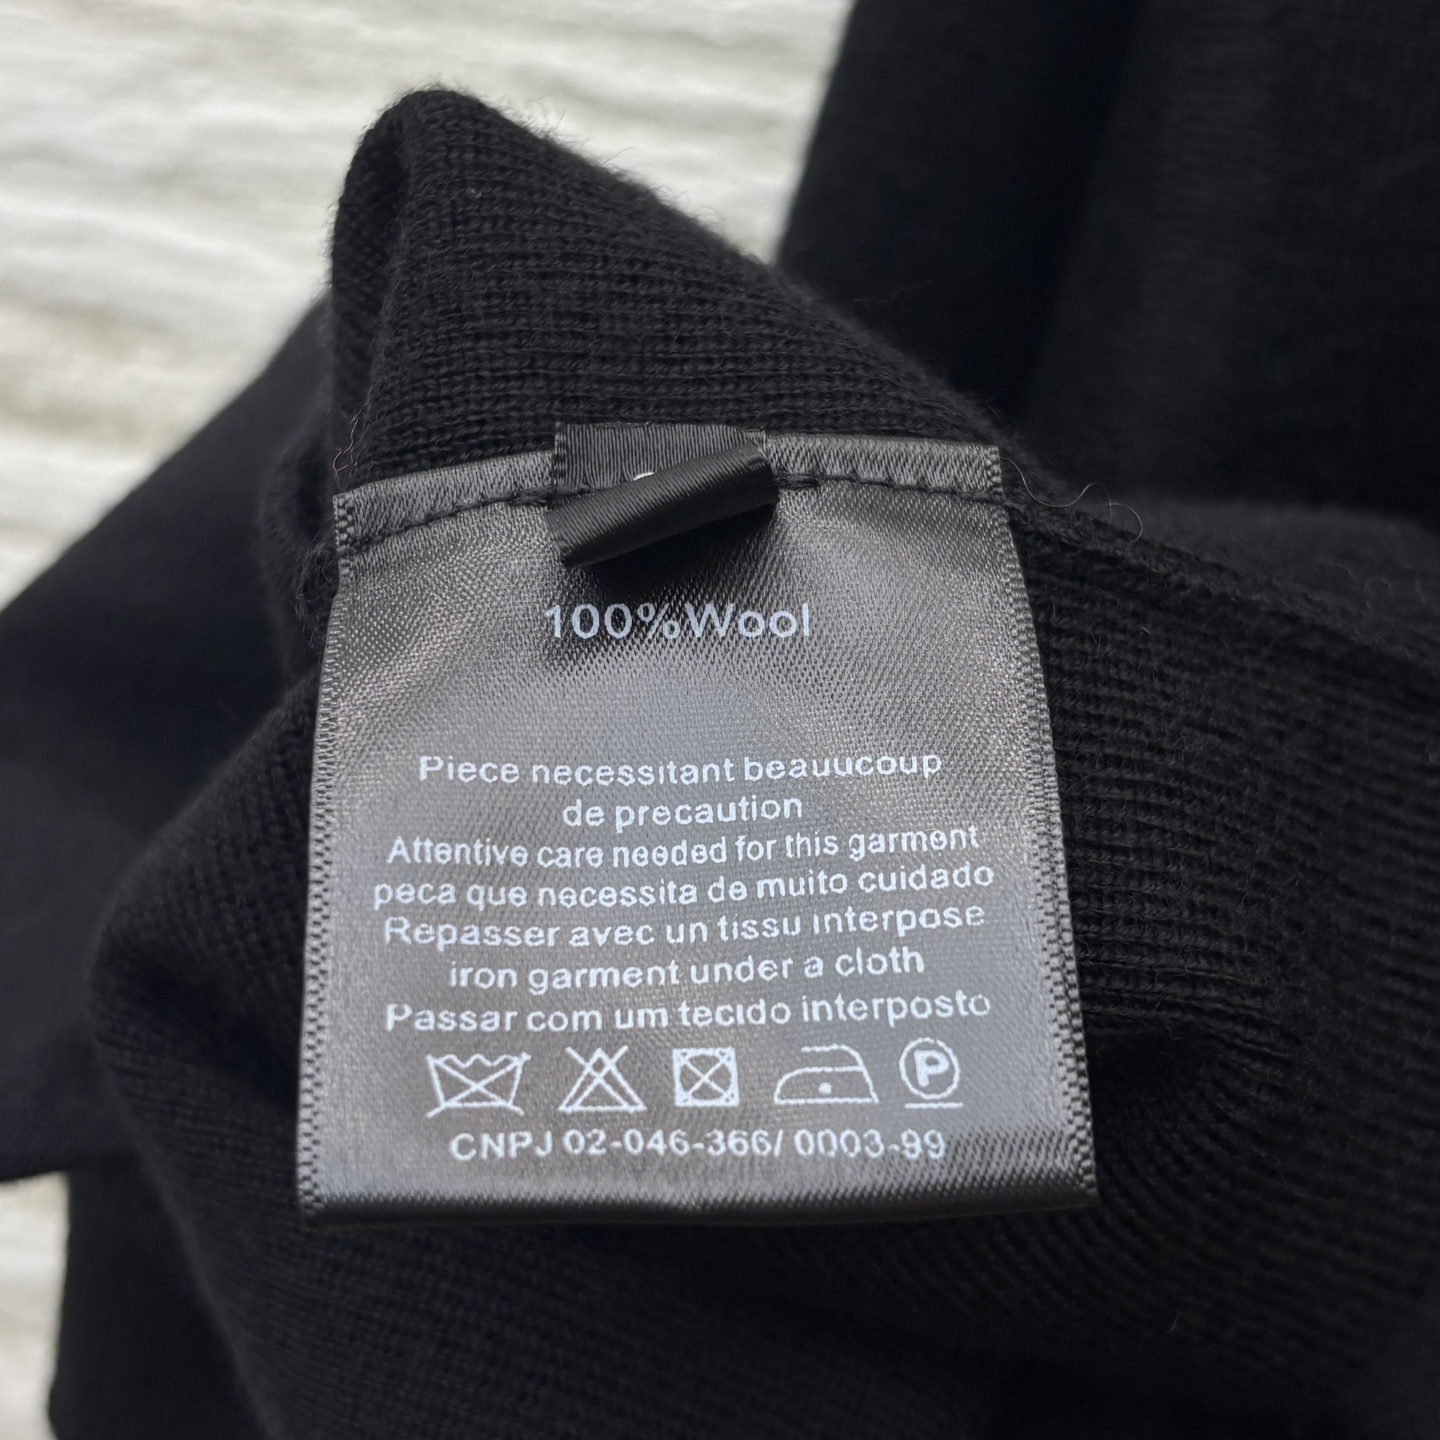 100%Wool
Piece necessitant beauucoup
de precaution
Attentive care needed for this garment
peca que necessita de muito cuidado
Repasser avec un tissu interpose
iron garment under a cloth
Passar com um tecido interposto
P
CNPJ 02-046-366/ 0003-99